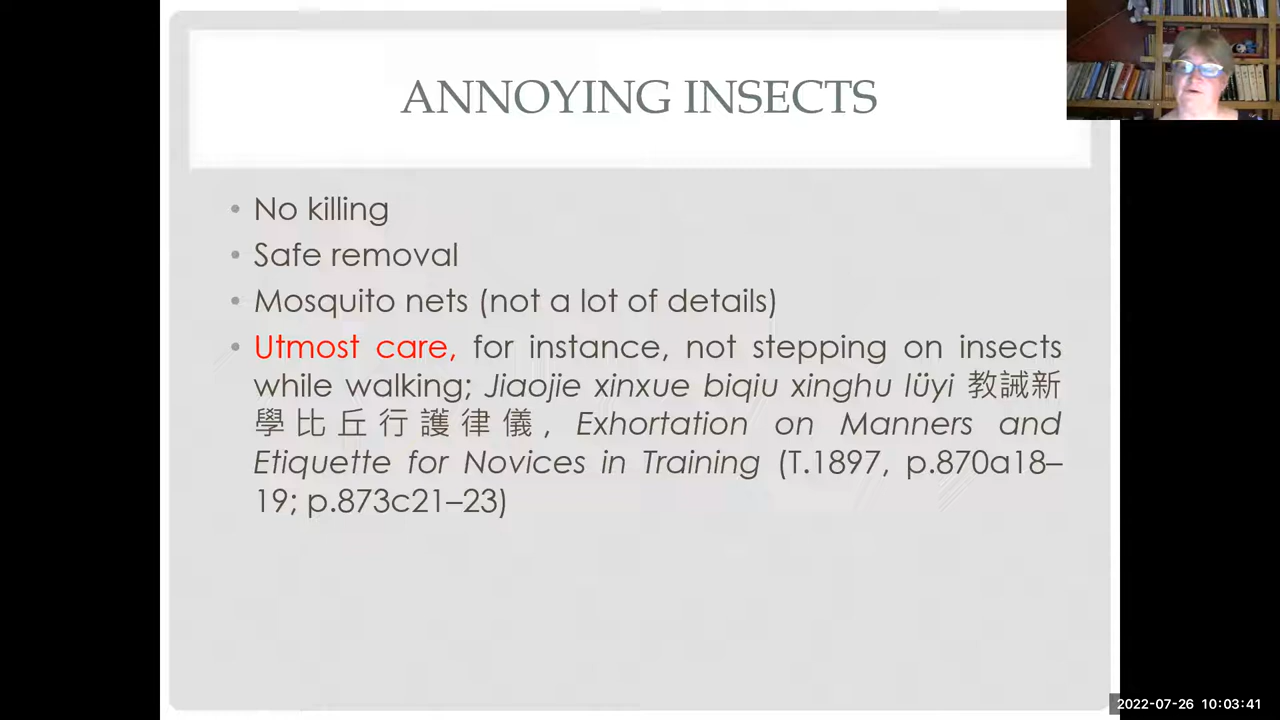 ANNOYING INSECTS
• No killing
• Safe removal
• Mosquito nets (not a lot of details)
• Utmost care, for instance, not stepping on insects
while walking; Jiaojie xinxue biqiu xinghu lüyi 教誡新
學比丘行護律儀, Exhortation on Manners and
Etiquette for Novices in Training (T.1897, p.870a18–
19; p.873c21–23)
2022-07-26 10:03:41